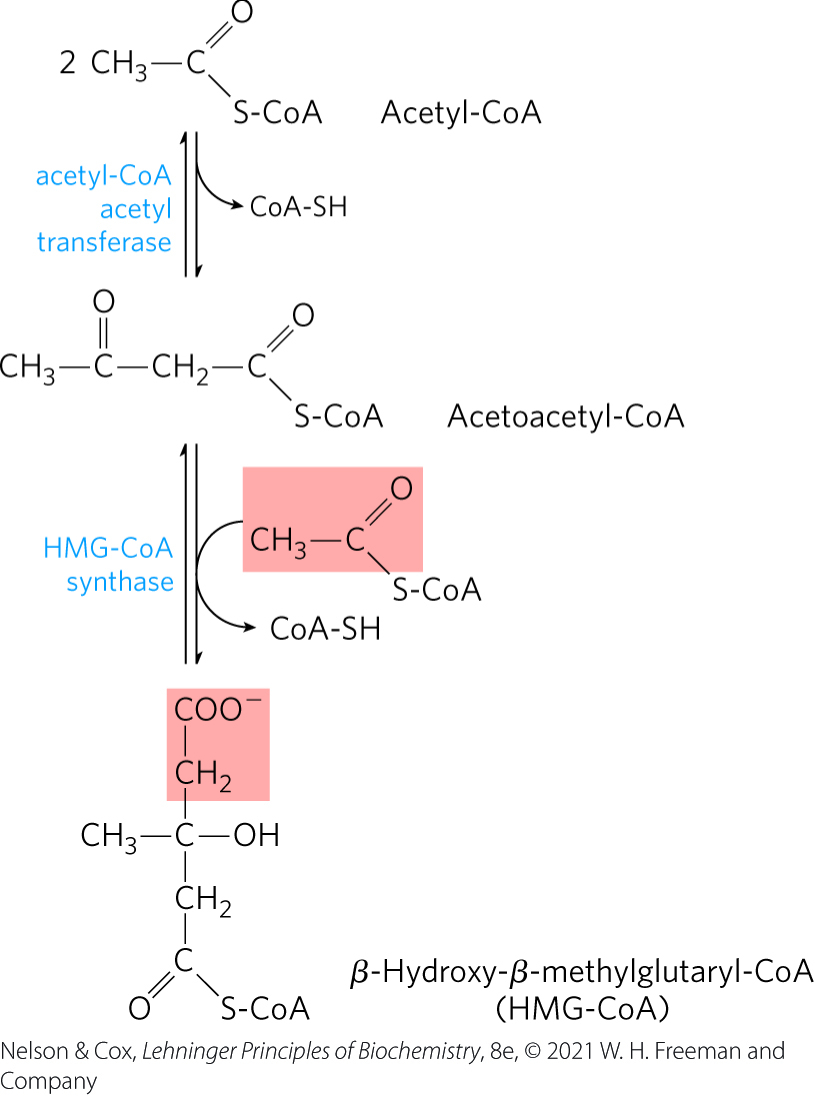 O
2 CH₃—C
S-CoA Acetyl-CoA
acetyl-CoA
acetyl
transferase
CoA-SH
O
O
CH₃—C—CH₂—C
S-CoA Acetoacetyl-CoA
O
CH₃—C
S-CoA
HMG-CoA
synthase
CoA-SH
COO⁻
CH₂
CH₃—C—OH
CH₂
C
O S-CoA
β-Hydroxy-β-methylglutaryl-CoA
(HMG-CoA)
Nelson & Cox, Lehninger Principles of Biochemistry, 8e, © 2021 W. H. Freeman and
Company